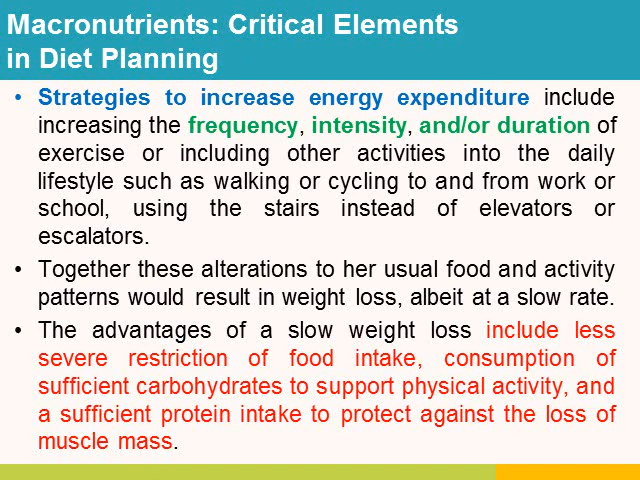 Macronutrients: Critical Elements
in Diet Planning
• Strategies to increase energy expenditure include
increasing the frequency, intensity, and/or duration of
exercise or including other activities into the daily
lifestyle such as walking or cycling to and from work or
school, using the stairs instead of elevators or
escalators.
• Together these alterations to her usual food and activity
patterns would result in weight loss, albeit at a slow rate.
• The advantages of a slow weight loss include less
severe restriction of food intake, consumption of
sufficient carbohydrates to support physical activity, and
a sufficient protein intake to protect against the loss of
muscle mass.